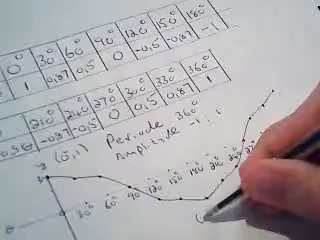 0° 30° 60° 90° 120° 150° 180°
1 0,87 0,5 0 -0,5 -0,87 -1
210° 240° 270° 300° 330° 360°
-0,87 -0,5 0 0,5 0,87 1
Periode 360°
Amplitude -1, 1
(0,1)
30° 60° 90° 120° 150° 180° 210°